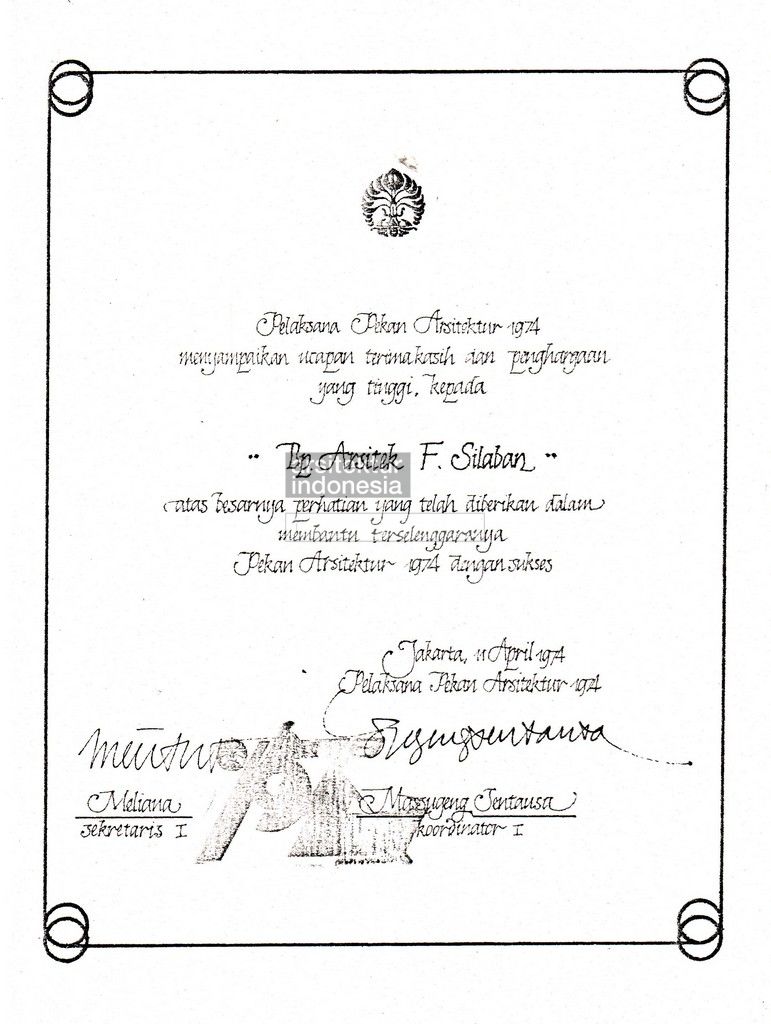 Pelaksana Pekan Arsitektur 1974
menyampaikan ucapan terima kasih dan penghargaan
yang tinggi, kepada
" Bp. Arsitek F. Silaban "
arsitektur
indonesia
atas besarnya perhatian yang telah diberikan dalam
membantu terselenggaranya
Pekan Arsitektur 1974 dengan sukses
Jakarta, 11 April 1974
Pelaksana Pekan Arsitektur 1974
Meliana
sekretaris I
koordinator I